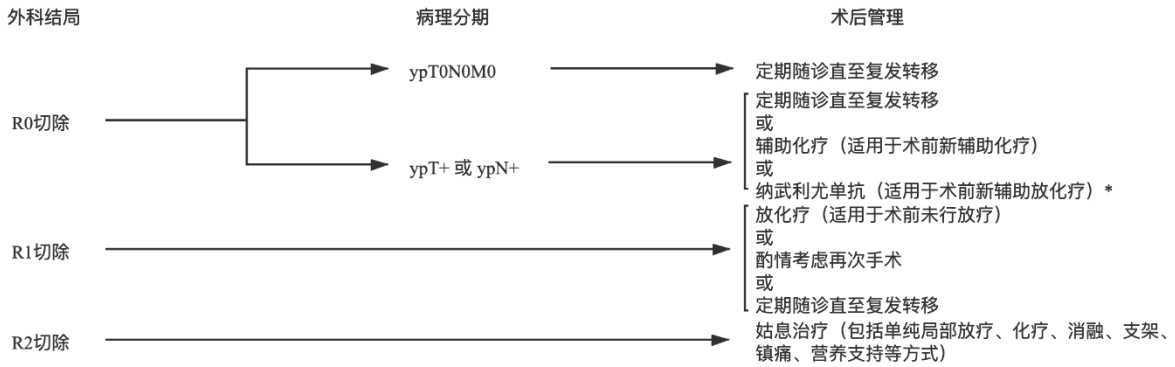 外科结局 病理分期 术后管理
ypT0N0M0 定期随诊直至复发转移
R0切除
ypT+ 或 ypN+
定期随诊直至复发转移
或
辅助化疗（适用于术前新辅助化疗）
或
纳武利尤单抗（适用于术前新辅助放化疗）*
R1切除
放化疗（适用于术前未行放疗）
或
酌情考虑再次手术
或
定期随诊直至复发转移
R2切除
姑息治疗（包括单纯局部放疗、化疗、消融、支架、
镇痛、营养支持等方式）